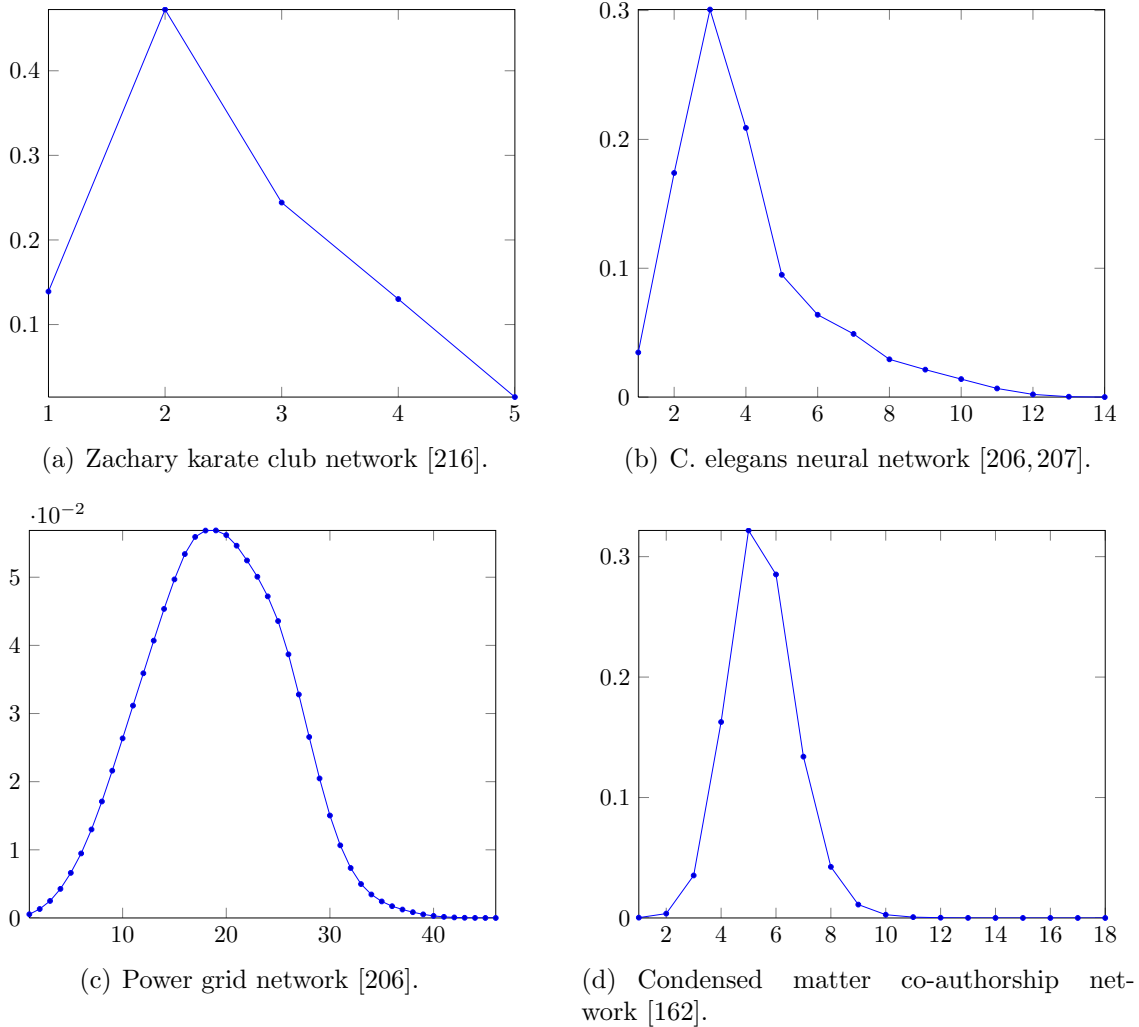 0.4
0.3
0.2
0.1
1 2 3 4 5
(a) Zachary karate club network [216].
0.3
0.2
0.1
0
2 4 6 8 10 12 14
(b) C. elegans neural network [206, 207].
·10−2
5
4
3
2
1
0
10 20 30 40
(c) Power grid network [206].
0.3
0.2
0.1
0
2 4 6 8 10 12 14 16 18
(d) Condensed matter co-authorship net-
work [162].